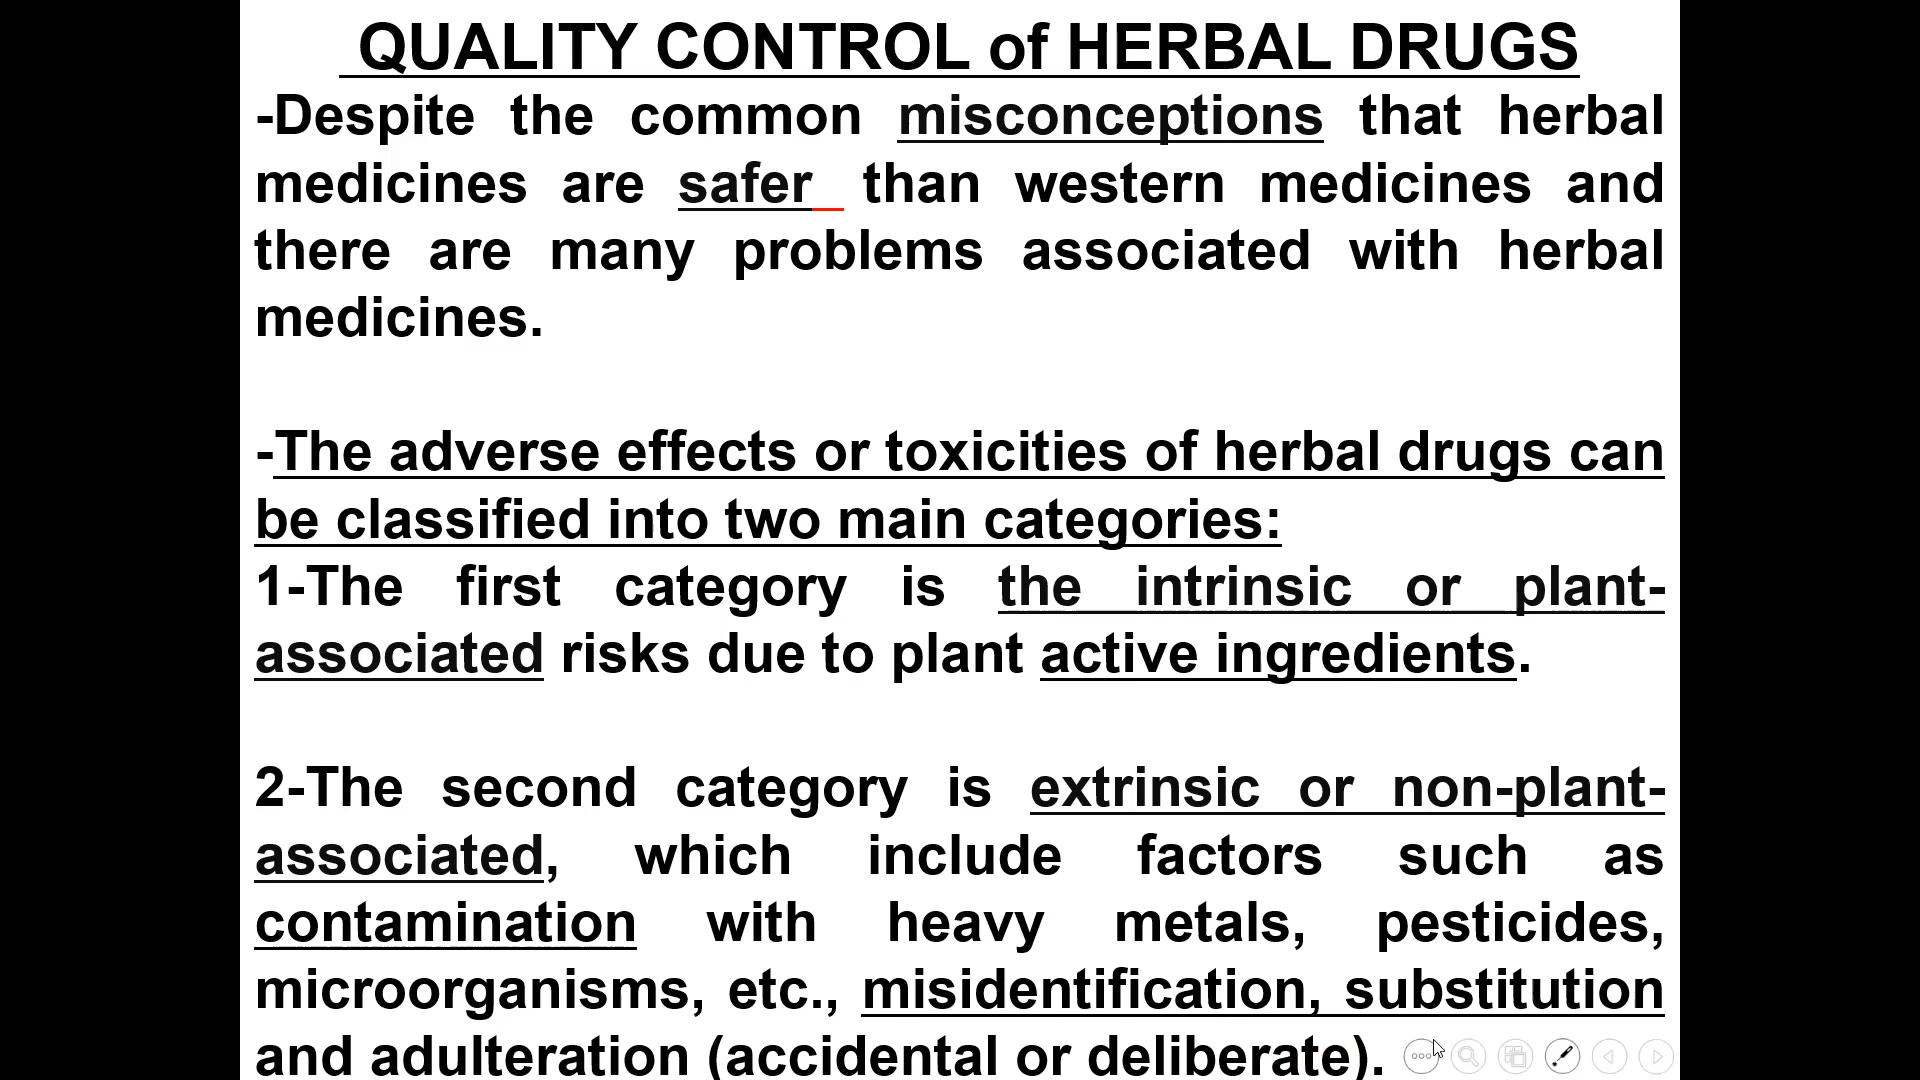 QUALITY CONTROL of HERBAL DRUGS
-Despite the common misconceptions that herbal
medicines are safer than western medicines and
there are many problems associated with herbal
medicines.
-The adverse effects or toxicities of herbal drugs can
be classified into two main categories:
1-The first category is the intrinsic or plant-
associated risks due to plant active ingredients.
2-The second category is extrinsic or non-plant-
associated, which include factors such as
contamination with heavy metals, pesticides,
microorganisms, etc., misidentification, substitution
and adulteration (accidental or deliberate).